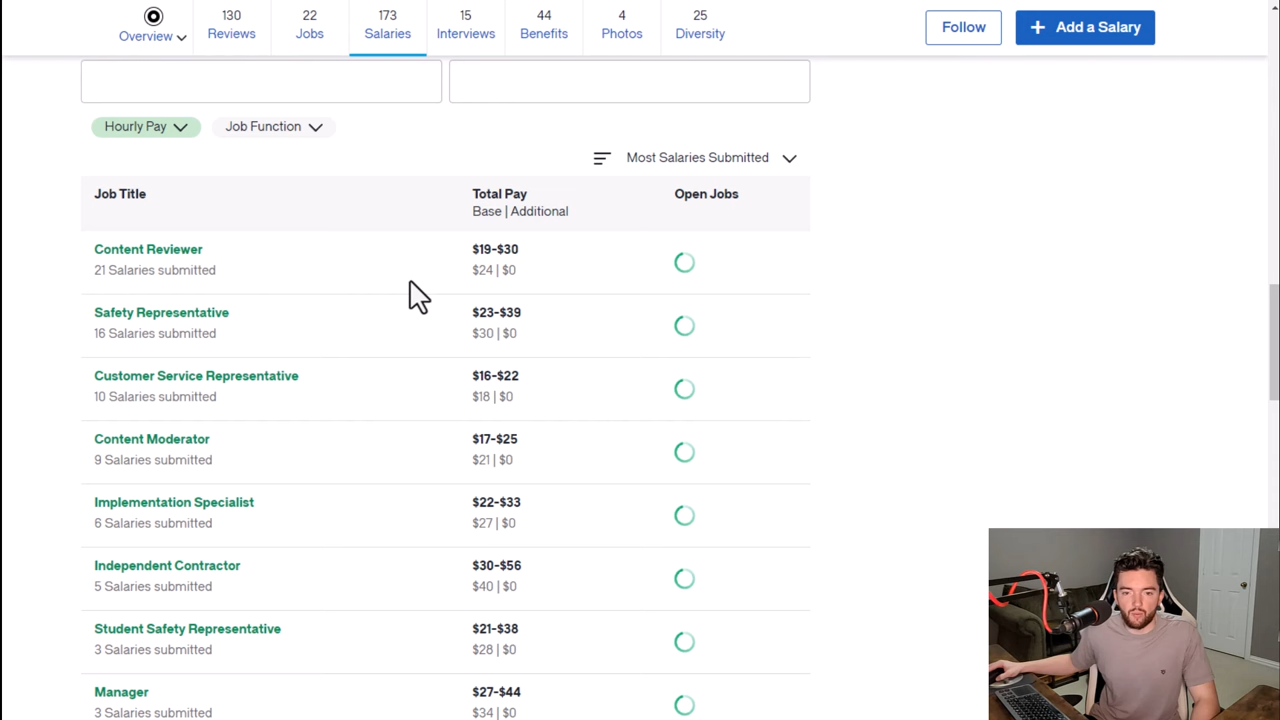 130
22
173
15
44
4
25
Overview
Reviews
Jobs
Salaries
Interviews
Benefits
Photos
Diversity
Follow
+ Add a Salary
Hourly Pay
Job Function
Most Salaries Submitted
Job Title
Total Pay
Base | Additional
Open Jobs
Content Reviewer
21 Salaries submitted
$19-$30
$24 | $0
Safety Representative
16 Salaries submitted
$23-$39
$30 | $0
Customer Service Representative
10 Salaries submitted
$16-$22
$18 | $0
Content Moderator
9 Salaries submitted
$17-$25
$21 | $0
Implementation Specialist
6 Salaries submitted
$22-$33
$27 | $0
Independent Contractor
5 Salaries submitted
$30-$56
$40 | $0
Student Safety Representative
3 Salaries submitted
$21-$38
$28 | $0
Manager
3 Salaries submitted
$27-$44
$34 | $0